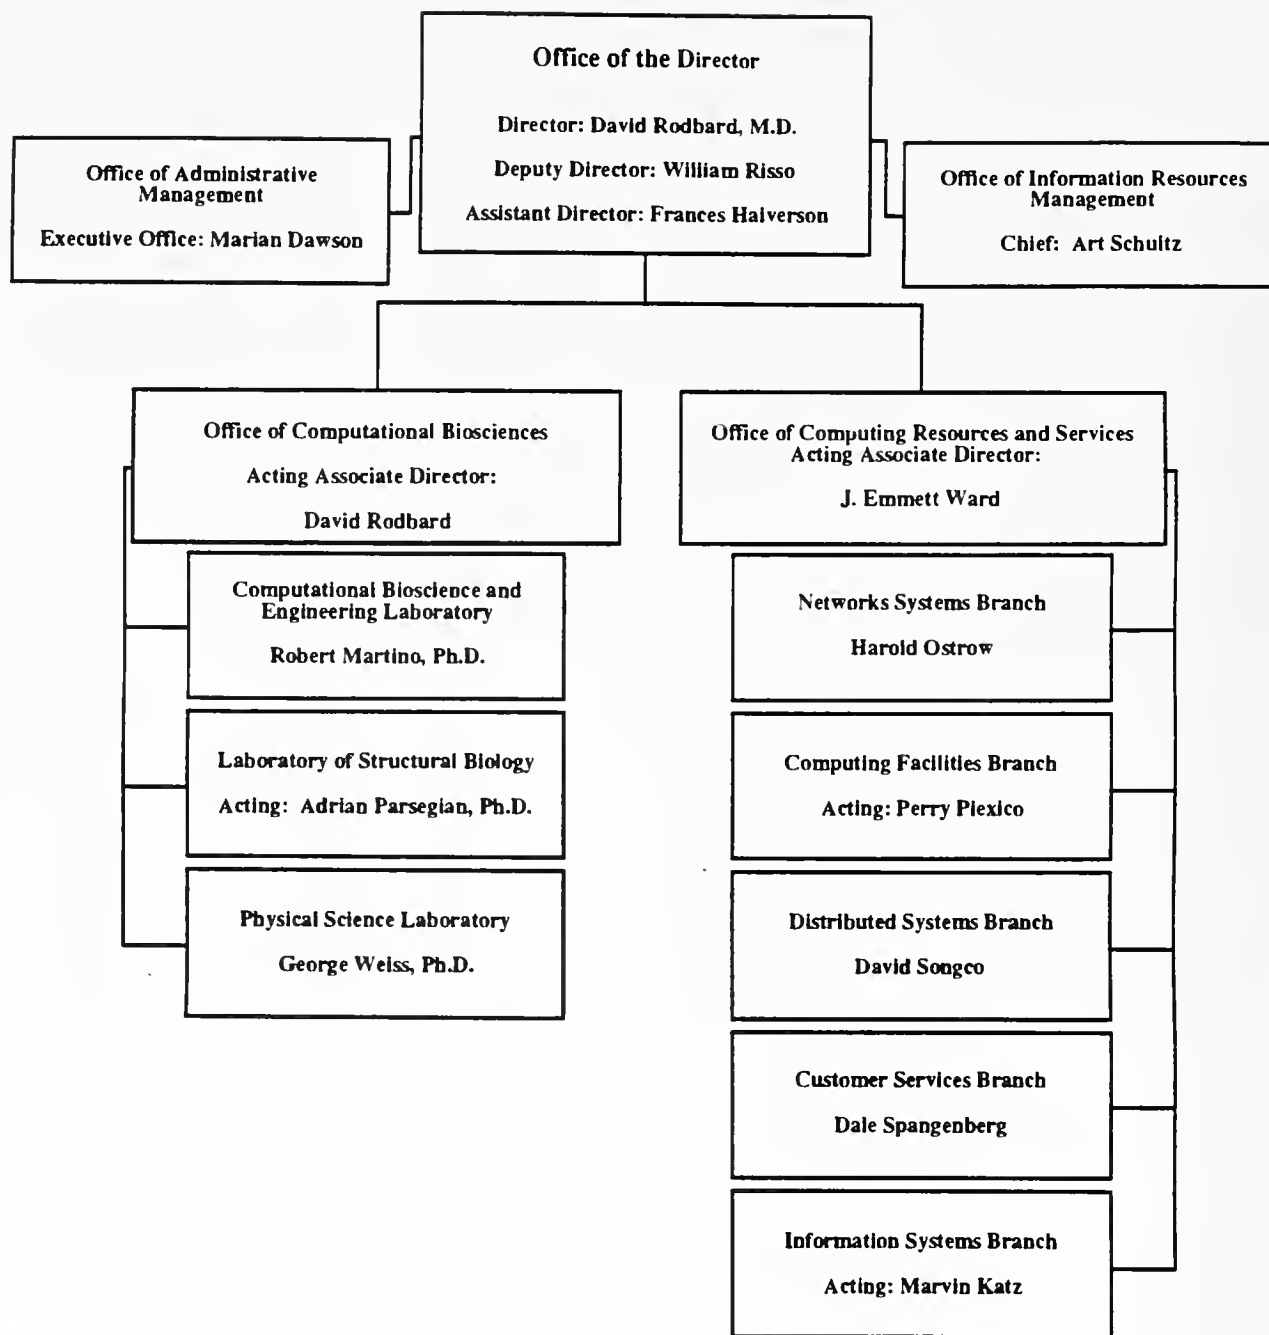 Office of the Director
Director: David Rodbard, M.D.
Deputy Director: William Risso
Assistant Director: Frances Halverson
Office of Administrative
Management
Executive Office: Marian Dawson
Office of Information Resources
Management
Chief: Art Schultz
Office of Computational Biosciences
Acting Associate Director:
David Rodbard
Computational Bioscience and
Engineering Laboratory
Robert Martino, Ph.D.
Laboratory of Structural Biology
Acting: Adrian Parsegian, Ph.D.
Physical Science Laboratory
George Weiss, Ph.D.
Office of Computing Resources and Services
Acting Associate Director:
J. Emmett Ward
Networks Systems Branch
Harold Ostrow
Computing Facilities Branch
Acting: Perry Plexico
Distributed Systems Branch
David Songco
Customer Services Branch
Dale Spangenberg
Information Systems Branch
Acting: Marvin Katz